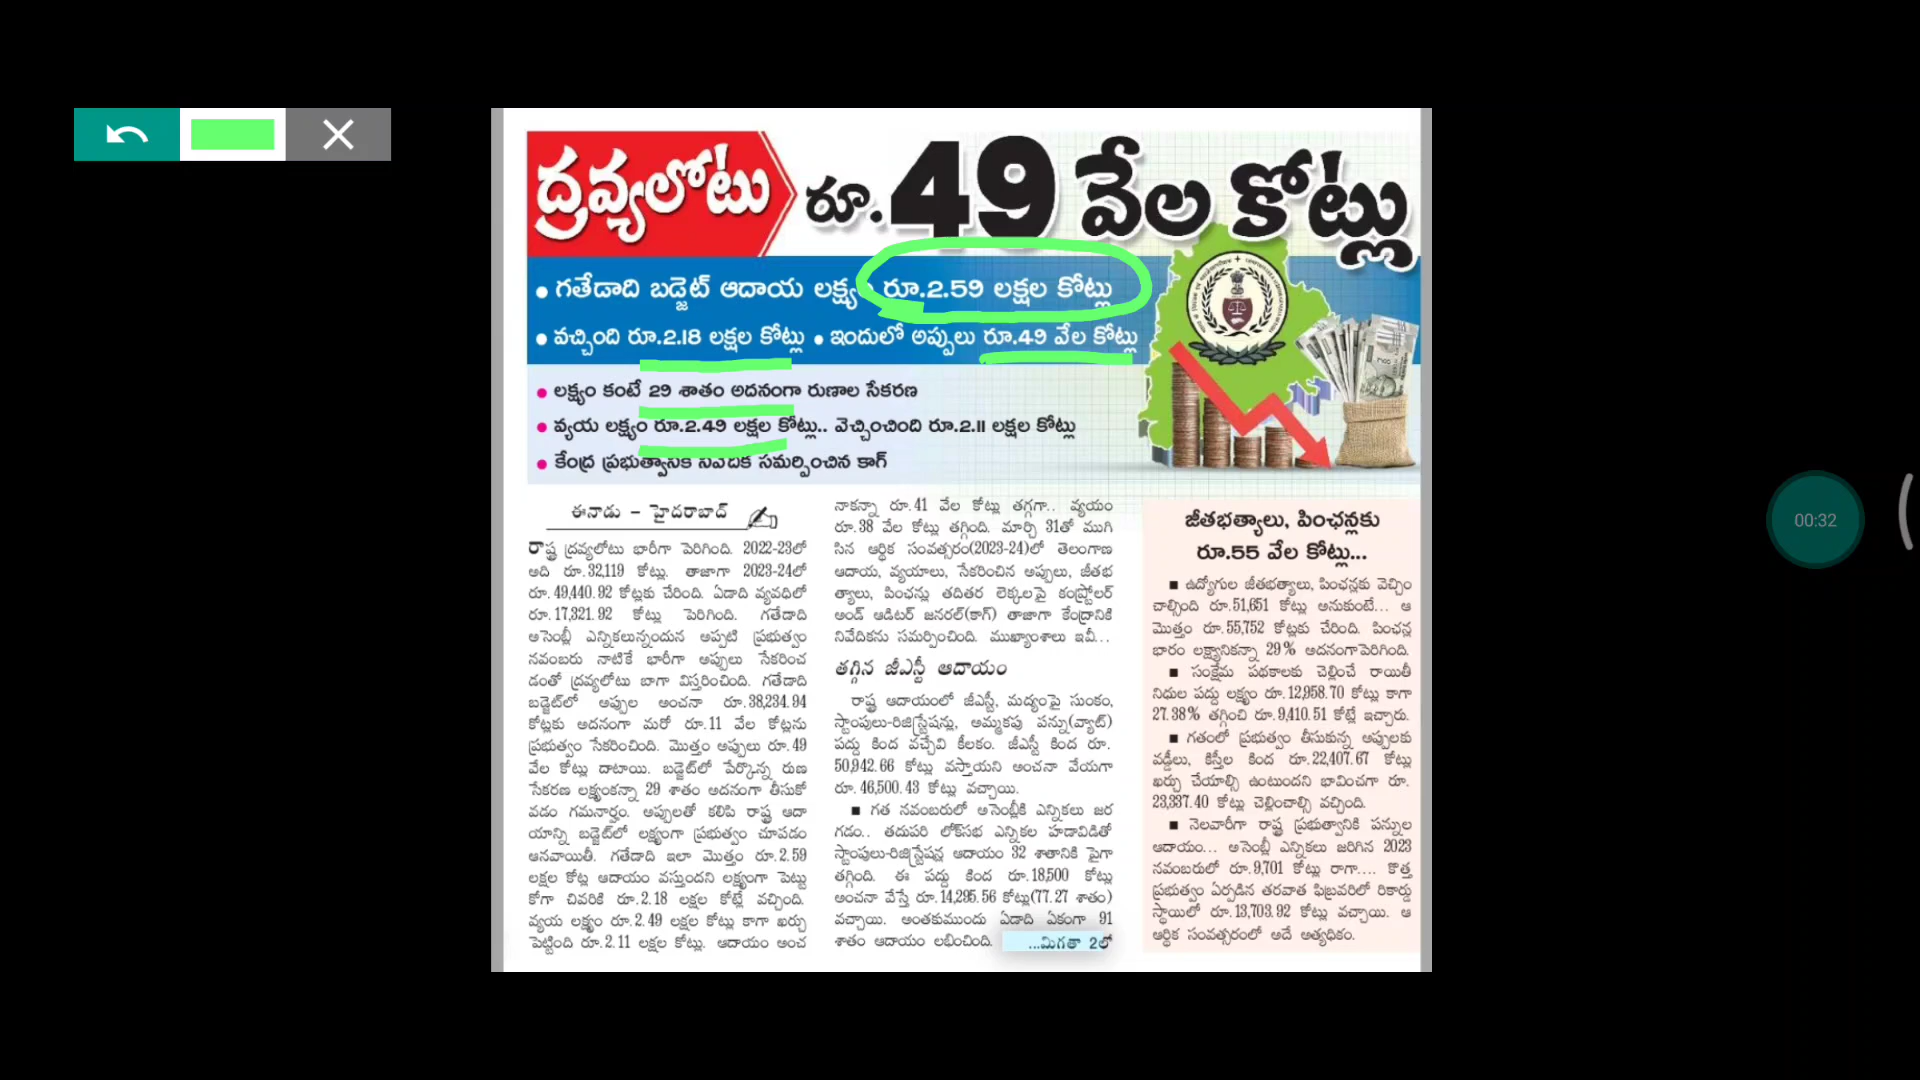 ద్రవ్యలోటు రూ.49 వేల కోట్లు
• గతేడాది బడ్జెట్ ఆదాయ లక్ష్యం రూ.2.59 లక్షల కోట్లు
• వచ్చింది రూ.2.18 లక్షల కోట్లు • ఇందులో అప్పులు రూ.49 వేల కోట్లు
• లక్ష్యం కంటే 29 శాతం అదనంగా రుణాల సేకరణ
• వ్యయ లక్ష్యం రూ.2.49 లక్షల కోట్లు.. వెచ్చించింది రూ.2.11 లక్షల కోట్లు
• కేంద్ర ప్రభుత్వానికి నివేదిక సమర్పించిన కాగ్
ఈనాడు - హైదరాబాద్
రాష్ట్ర ద్రవ్యలోటు భారీగా పెరిగింది. 2022-23లో
అది రూ.32,119 కోట్లు. తాజాగా 2023-24లో
రూ.49,440.92 కోట్లకు చేరింది. ఏడాది వ్యవధిలో
రూ.17,321.92 కోట్లు పెరిగింది. గతేడాది
అసెంబ్లీ ఎన్నికలున్నందున అప్పటి ప్రభుత్వం
నవంబరు నాటికే భారీగా అప్పులు సేకరించ
డంతో ద్రవ్యలోటు బాగా విస్తరించింది. గతేడాది
బడ్జెట్‌లో అప్పుల అంచనా రూ.38,234.94
కోట్లకు అదనంగా మరో రూ.11 వేల కోట్లను
ప్రభుత్వం సేకరించింది. మొత్తం అప్పులు రూ.49
వేల కోట్లు దాటాయి. బడ్జెట్‌లో పేర్కొన్న రుణ
సేకరణ లక్ష్యంకన్నా 29 శాతం అదనంగా తీసుకో
వడం గమనార్హం. అప్పులతో కలిపి రాష్ట్ర ఆదా
యాన్ని బడ్జెట్‌లో లక్ష్యంగా ప్రభుత్వం చూపడం
ఆనవాయితీ. గతేడాది ఇలా మొత్తం రూ.2.59
లక్షల కోట్ల ఆదాయం వస్తుందని లక్ష్యంగా పెట్టు
కోగా చివరికి రూ.2.18 లక్షల కోట్లే వచ్చింది.
వ్యయ లక్ష్యం రూ.2.49 లక్షల కోట్లు కాగా ఖర్చు
పెట్టింది రూ.2.11 లక్షల కోట్లు. ఆదాయం అంచ
నాకన్నా రూ.41 వేల కోట్లు తగ్గగా.. వ్యయం
రూ.38 వేల కోట్లు తగ్గింది. మార్చి 31తో ముగి
సిన ఆర్థిక సంవత్సరం(2023-24)లో తెలంగాణ
ఆదాయ, వ్యయాలు, సేకరించిన అప్పులు, జీతభ
త్యాలు, పింఛన్లు తదితర లెక్కలపై కంప్ట్రోలర్
అండ్ ఆడిటర్ జనరల్(కాగ్) తాజాగా కేంద్రానికి
నివేదికను సమర్పించింది. ముఖ్యాంశాలు ఇవీ...
తగ్గిన జీఎస్టీ ఆదాయం
రాష్ట్ర ఆదాయంలో జీఎస్టీ, మద్యంపై సుంకం,
స్టాంపులు-రిజిస్ట్రేషన్లు, అమ్మకపు పన్ను(వ్యాట్)
పద్దు కింద వచ్చేవి కీలకం. జీఎస్టీ కింద రూ.
50,942.66 కోట్లు వస్తాయని అంచనా వేయగా
రూ.46,500.43 కోట్లు వచ్చాయి.
■ గత నవంబరులో అసెంబ్లీకి ఎన్నికలు జర
గడం.. తదుపరి లోక్‌సభ ఎన్నికల హడావిడితో
స్టాంపులు-రిజిస్ట్రేషన్ల ఆదాయం 32 శాతానికి పైగా
తగ్గింది. ఈ పద్దు కింద రూ.18,500 కోట్లు
అంచనా వేస్తే రూ.14,295.56 కోట్లు(77.27 శాతం)
వచ్చాయి. అంతకుముందు ఏడాది ఏకంగా 91
శాతం ఆదాయం లభించింది. ...మిగతా 2లో
జీతభత్యాలు, పింఛన్లకు
రూ.55 వేల కోట్లు...
■ ఉద్యోగుల జీతభత్యాలు, పింఛన్లకు వెచ్చిం
చాల్సింది రూ.51,651 కోట్లు అనుకుంటే... ఆ
మొత్తం రూ.55,752 కోట్లకు చేరింది. పింఛన్ల
భారం లక్ష్యానికన్నా 29% అదనంగాపెరిగింది.
■ సంక్షేమ పథకాలకు చెల్లించే రాయితీ
నిధుల పద్దు లక్ష్యం రూ.12,958.70 కోట్లు కాగా
27.38% తగ్గించి రూ.9,410.51 కోట్లే ఇచ్చారు.
■ గతంలో ప్రభుత్వం తీసుకున్న అప్పులకు
వడ్డీలు, కిస్తీల కింద రూ.22,407.67 కోట్లు
ఖర్చు చేయాల్సి ఉంటుందని భావించగా రూ.
23,337.40 కోట్లు చెల్లించాల్సి వచ్చింది.
■ నెలవారీగా రాష్ట్ర ప్రభుత్వానికి పన్నుల
ఆదాయం... అసెంబ్లీ ఎన్నికలు జరిగిన 2023
నవంబరులో రూ.9,701 కోట్లు రాగా.... కొత్త
ప్రభుత్వం ఏర్పడిన తరవాత ఫిబ్రవరిలో రికార్డు
స్థాయిలో రూ.13,703.92 కోట్లు వచ్చాయి. ఆ
ఆర్థిక సంవత్సరంలో అదే అత్యధికం.
00:32